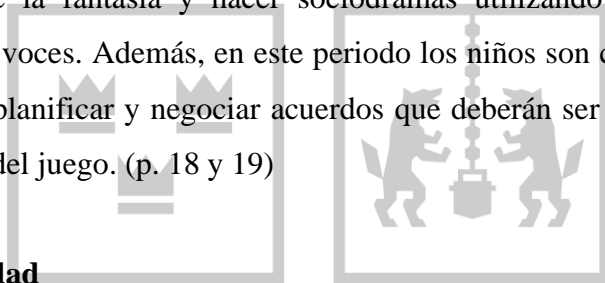 de la fantasía y hacer sociodramas utilizando
voces. Además, en este periodo los niños son
planificar y negociar acuerdos que deberán ser
del juego. (p. 18 y 19)